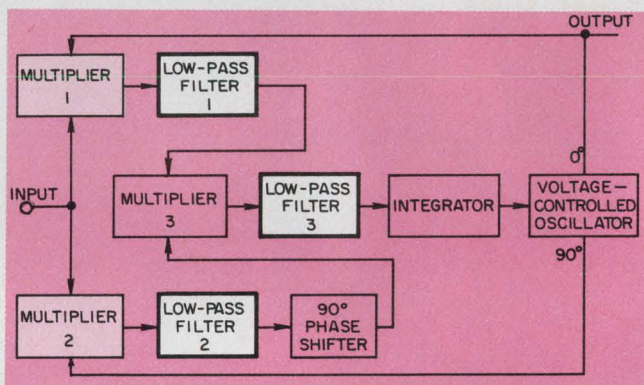 OUTPUT
MULTIPLIER
1
LOW-PASS
FILTER
1
INPUT
MULTIPLIER
3
LOW-PASS
FILTER
3
INTEGRATOR
0°
VOLTAGE-
CONTROLLED
OSCILLATOR
90°
MULTIPLIER
2
LOW-PASS
FILTER
2
90°
PHASE
SHIFTER